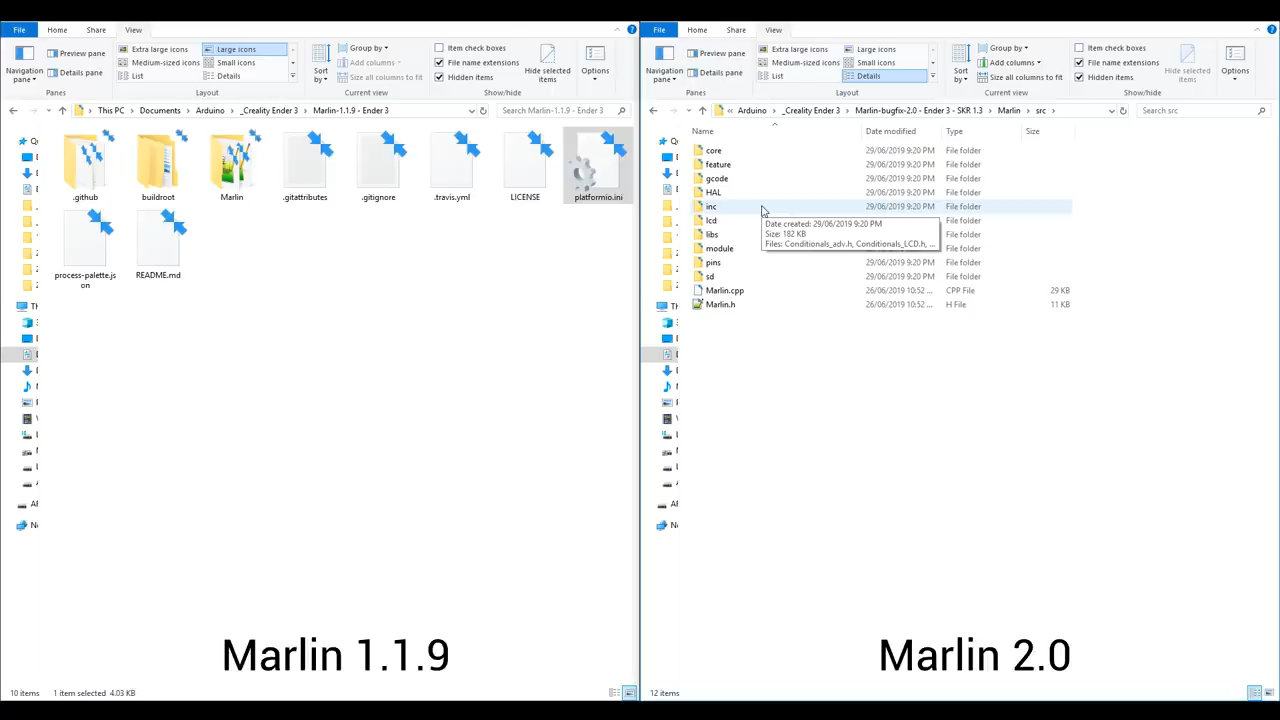 File Home Share View
Navigation pane
Preview pane
Details pane
Panes
Extra large icons Large icons
Medium-sized icons Small icons
List Details
Layout
Sort by
Group by
Add columns
Size all columns to fit
Current view
Item check boxes
File name extensions
Hidden items
Hide selected items
Show/hide
Options
This PC > Documents > Arduino > _Creality Ender 3 > Marlin-1.1.9 - Ender 3
Search Marlin-1.1.9 - Ender 3
.github buildroot Marlin .gitattributes .gitignore .travis.yml LICENSE platformio.ini
process-palette.json README.md
Marlin 1.1.9
10 items 1 item selected 4.03 KB
File Home Share View
Navigation pane
Preview pane
Details pane
Panes
Extra large icons Large icons
Medium-sized icons Small icons
List Details
Layout
Sort by
Group by
Add columns
Size all columns to fit
Current view
Item check boxes
File name extensions
Hidden items
Hide selected items
Show/hide
Options
« Arduino > _Creality Ender 3 > Marlin-bugfix-2.0 - Ender 3 - SKR 1.3 > Marlin > src >
Search src
Name Date modified Type Size
core 29/06/2019 9:20 PM File folder
feature 29/06/2019 9:20 PM File folder
gcode 29/06/2019 9:20 PM File folder
HAL 29/06/2019 9:20 PM File folder
inc 29/06/2019 9:20 PM File folder
lcd File folder
libs File folder
module File folder
pins 29/06/2019 9:20 PM File folder
sd 29/06/2019 9:20 PM File folder
Marlin.cpp 26/06/2019 10:52 ... CPP File 29 KB
Marlin.h 26/06/2019 10:52 ... H File 11 KB
Date created: 29/06/2019 9:20 PM
Size: 182 KB
Files: Conditionals_adv.h, Conditionals_LCD.h, ...
Marlin 2.0
12 items